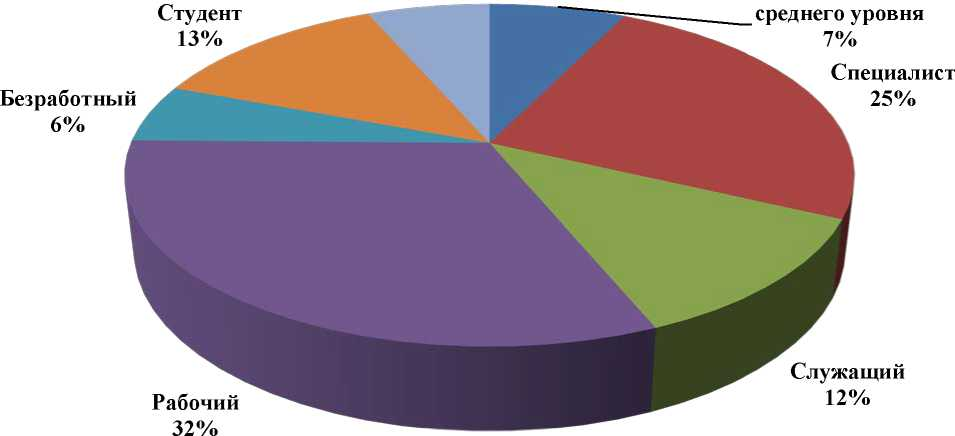 Студент
13%
среднего уровня
7%
Специалист
25%
Безработный
6%
Служащий
12%
Рабочий
32%